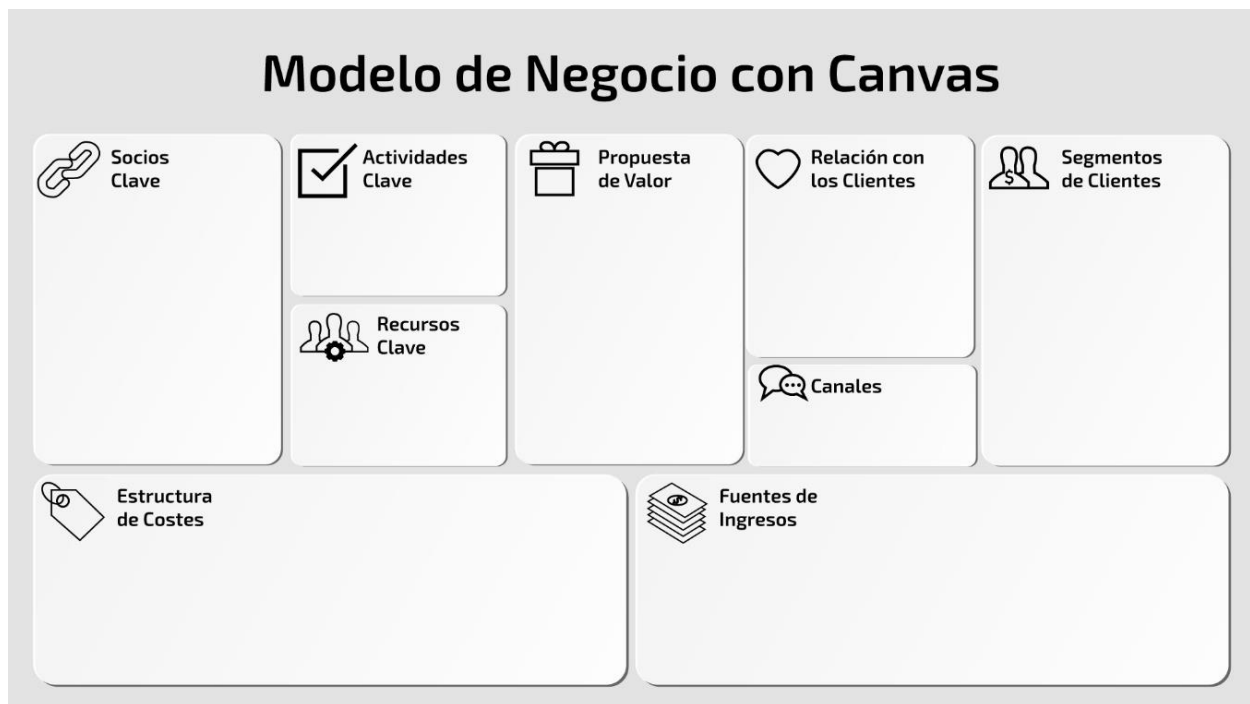 Modelo de Negocio con Canvas
Socios
Clave
Actividades
Clave
Recursos
Clave
Propuesta
de Valor
Relación con
los Clientes
Canales
Segmentos
de Clientes
Estructura
de Costes
Fuentes de
Ingresos